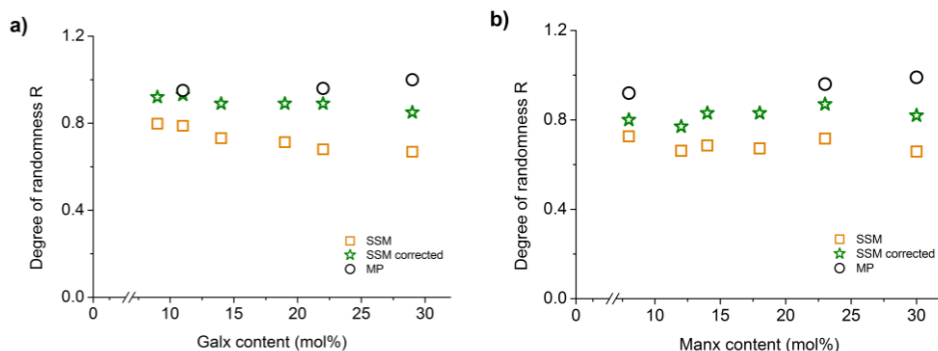 a)
1.2
0.8
0.4
0.0
Degree of randomness R
0 10 15 20 25 30
Galx content (mol%)
SSM
SSM corrected
MP
b)
1.2
0.8
0.4
0.0
Degree of randomness R
0 10 15 20 25 30
Manx content (mol%)
SSM
SSM corrected
MP